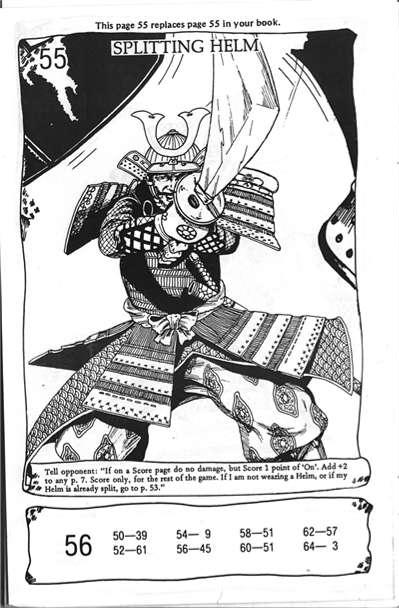 This page 55 replaces page 55 in your book.
55
SPLITTING HELM
Tell opponent: "If on a Score page do no damage, but Score 1 point of 'On'. Add +2
to any p. 7. Score only, for the rest of the game. If I am not wearing a Helm, or if my
Helm is already split, go to p. 53."
56
50—39 54— 9 58—51 62—57
52—61 56—45 60—51 64— 3